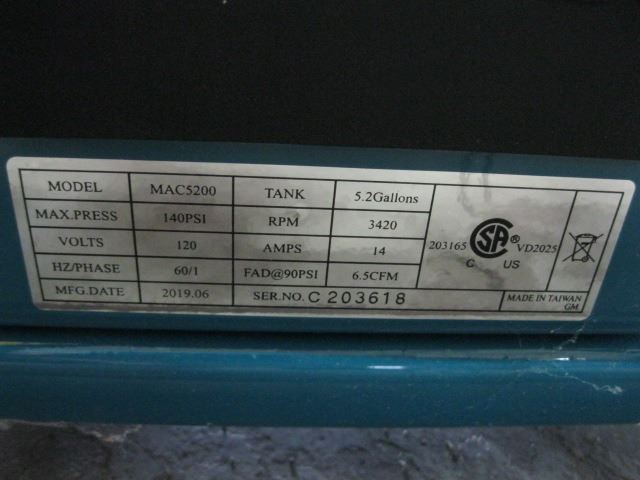 MODEL MAC5200 TANK 5.2Gallons
MAX.PRESS 140PSI RPM 3420
VOLTS 120 AMPS 14
HZ/PHASE 60/1 FAD@90PSI 6.5CFM
MFG.DATE 2019.06 SER.NO. C 203618
203165 SA ® VD2025
C US
MADE IN TAIWAN
GM.